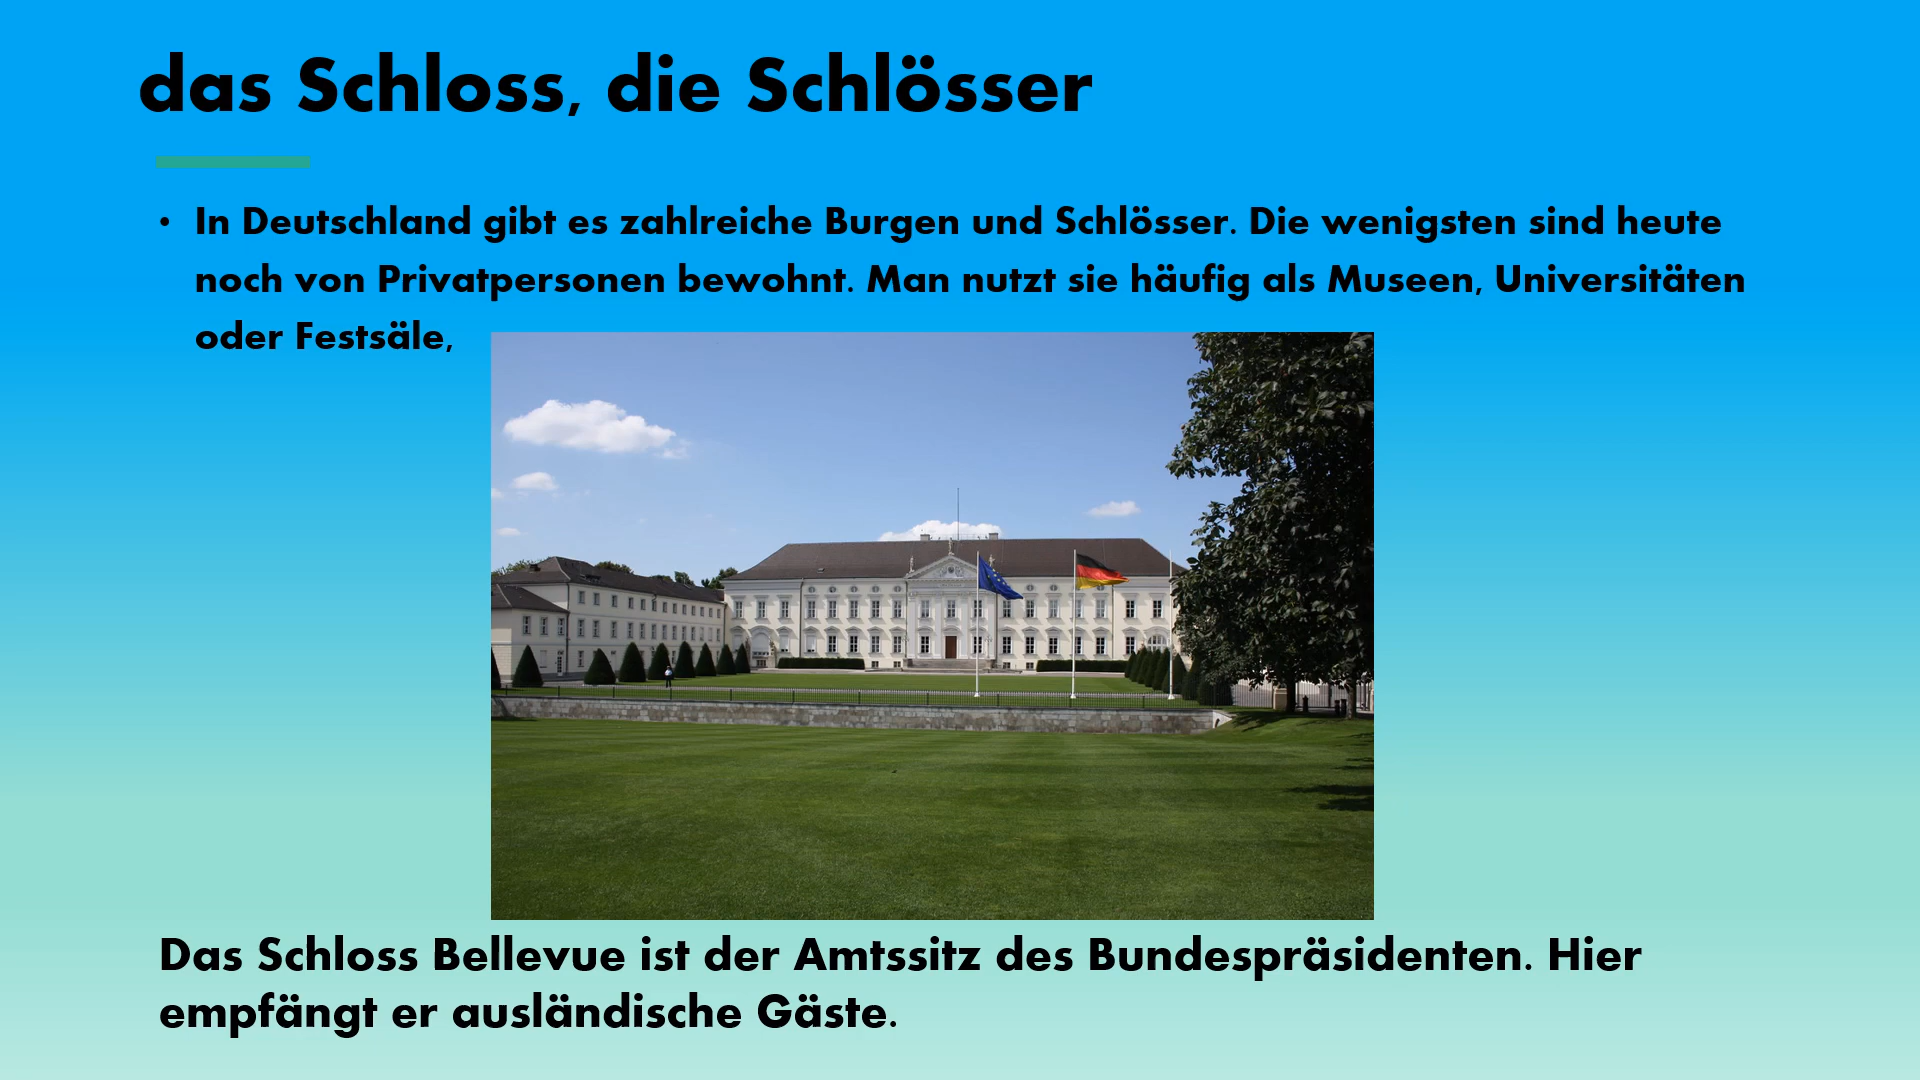 das Schloss, die Schlösser
• In Deutschland gibt es zahlreiche Burgen und Schlösser. Die wenigsten sind heute
noch von Privatpersonen bewohnt. Man nutzt sie häufig als Museen, Universitäten
oder Festsäle,
Das Schloss Bellevue ist der Amtssitz des Bundespräsidenten. Hier
empfängt er ausländische Gäste.